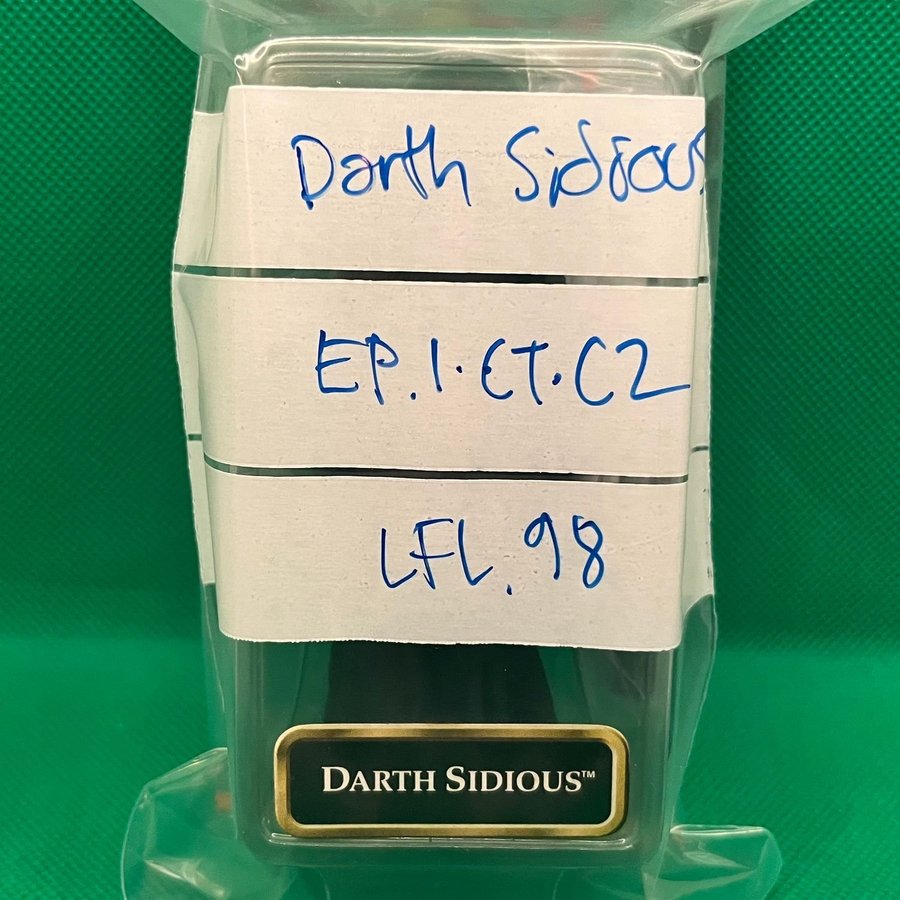 Darth Sidious
EP.1.CT.C2
LFL.98
DARTH SIDIOUS™